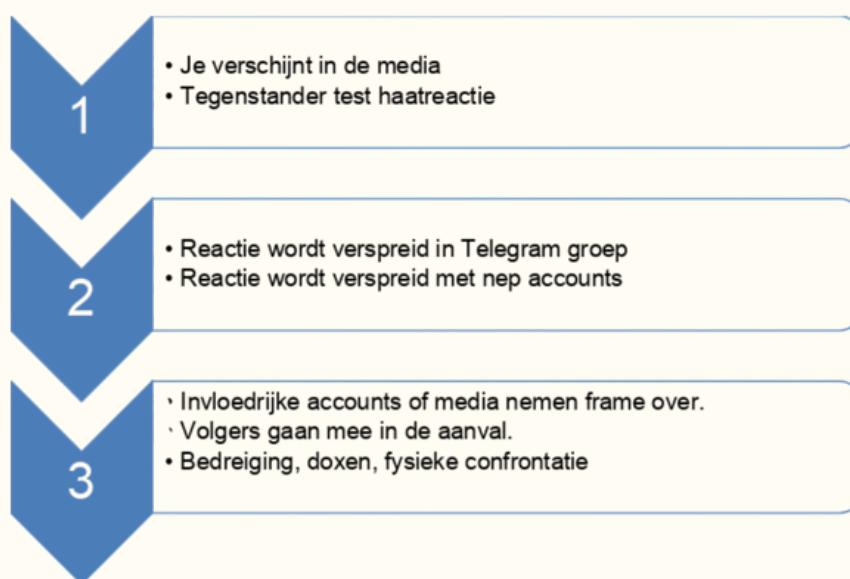 1
• Je verschijnt in de media
• Tegenstander test haatreactie
2
• Reactie wordt verspreid in Telegram groep
• Reactie wordt verspreid met nep accounts
3
• Invloedrijke accounts of media nemen frame over.
• Volgers gaan mee in de aanval.
• Bedreiging, doxen, fysieke confrontatie